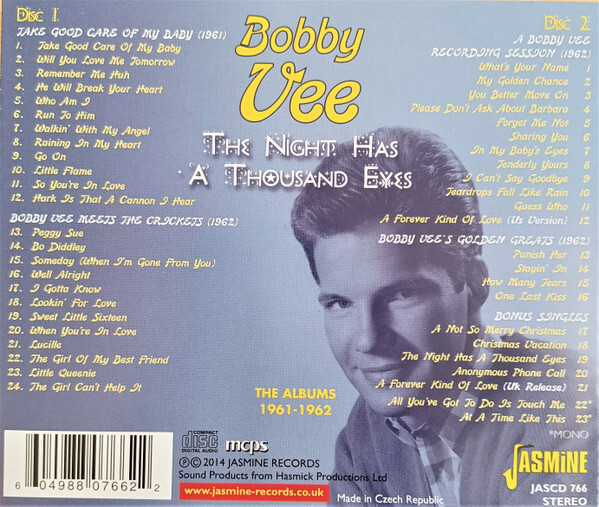 Disc 1
TAKE GOOD CARE OF MY BABY (1961)
1. Take Good Care Of My Baby
2. Will You Love Me Tomorrow
3. Remember Me Huh
4. He Will Break Your Heart
5. Who Am I
6. Run To Him
7. Walkin' With My Angel
8. Raining In My Heart
9. Go On
10. Little Flame
11. So You're In Love
12. Hark Is That A Cannon I Hear
BOBBY VEE MEETS THE CRICKETS (1962)
13. Peggy Sue
14. Bo Diddley
15. Someday (When I'm Gone From You)
16. Well Alright
17. I Gotta Know
18. Lookin' For Love
19. Sweet Little Sixteen
20. When You're In Love
21. Lucille
22. The Girl Of My Best Friend
23. Little Queenie
24. The Girl Can't Help It
Bobby
Vee
The Night Has
A Thousand Eyes
Disc 2
A BOBBY VEE
RECORDING SESSION (1962)
What's Your Name 1
My Golden Chance 2
You Better Move On 3
Please Don't Ask About Barbara 4
Forget Me Not 5
Sharing You 6
In My Baby's Eyes 7
Tenderly Yours 8
I Can't Say Goodbye 9
Teardrops Fall Like Rain 10
Guess Who 11
A Forever Kind Of Love (Us Version) 12
BOBBY VEE'S GOLDEN GREATS (1962)
Punish Her 13
Stayin' In 14
How Many Tears 15
One Last Kiss 16
BONUS SINGLES
A Not So Merry Christmas 17
Christmas Vacation 18
The Night Has A Thousand Eyes 19
Anonymous Phone Call 20
A Forever Kind Of Love (Uk Release) 21
All You've Got To Do Is Touch Me 22*
At A Time Like This 23*
*MONO
THE ALBUMS
1961-1962
6 04988 07662 2
COMPACT
disc
DIGITAL AUDIO
mcps
℗©2014 JASMINE RECORDS
Sound Products from Hasmick Productions Ltd
www.jasmine-records.co.uk
Made in Czech Republic
JASMINE
JASCD 766
STEREO